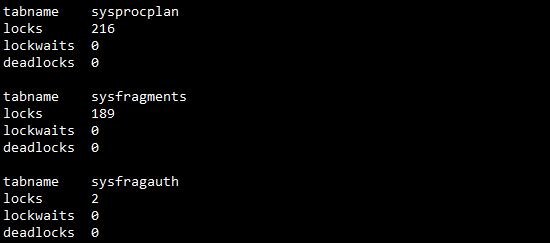 tabname    sysprocplan
locks      216
lockwaits  0
deadlocks  0

tabname    sysfragments
locks      189
lockwaits  0
deadlocks  0

tabname    sysfragauth
locks      2
lockwaits  0
deadlocks  0